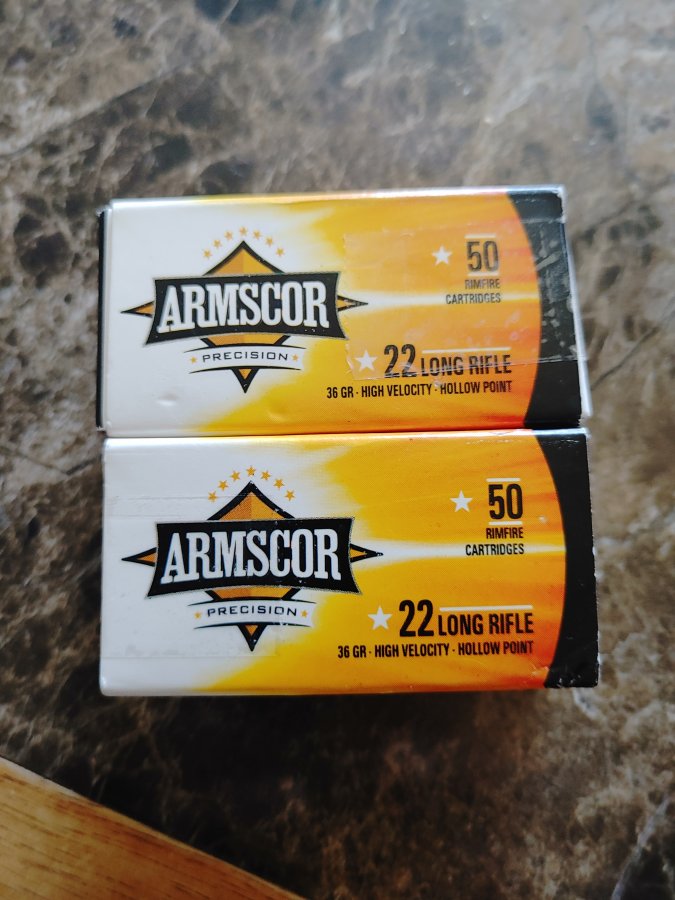 50
RIMFIRE
CARTRIDGES
ARMSCOR
PRECISION
22 LONG RIFLE
36 GR · HIGH VELOCITY · HOLLOW POINT
50
RIMFIRE
CARTRIDGES
ARMSCOR
PRECISION
22 LONG RIFLE
36 GR · HIGH VELOCITY · HOLLOW POINT